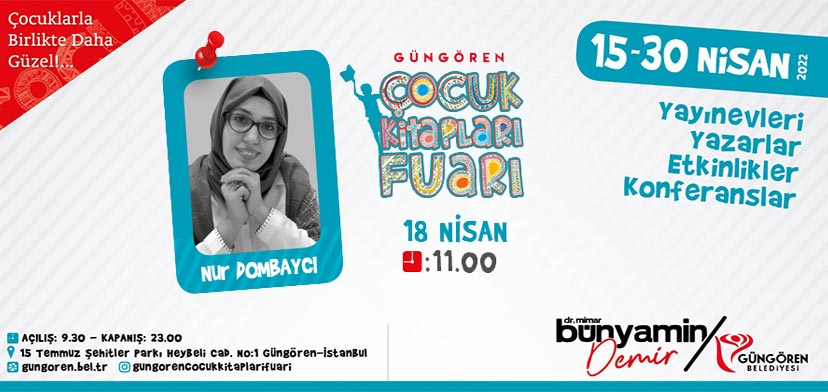 Çocuklarla
Birlikte Daha
Güzel!...
GÜNGÖREN
ÇOCUK
KİTAPLARI
FUARI
18 NİSAN
:11.00
NUr DOMBAYCI
15-30 NİSAN 2022
Yayınevleri
Yazarlar
Etkinlikler
Konferanslar
AÇILIŞ: 9.30 – KAPANIŞ: 23.00
15 Temmuz Şehitler Parkı Heybeli Cad. No:1 Güngören-İstanbul
gungoren.bel.tr gungorencocukkitaplarifuari
dr. mimar
bünyamin
Demir
GÜNGÖREN
BELEDİYESİ